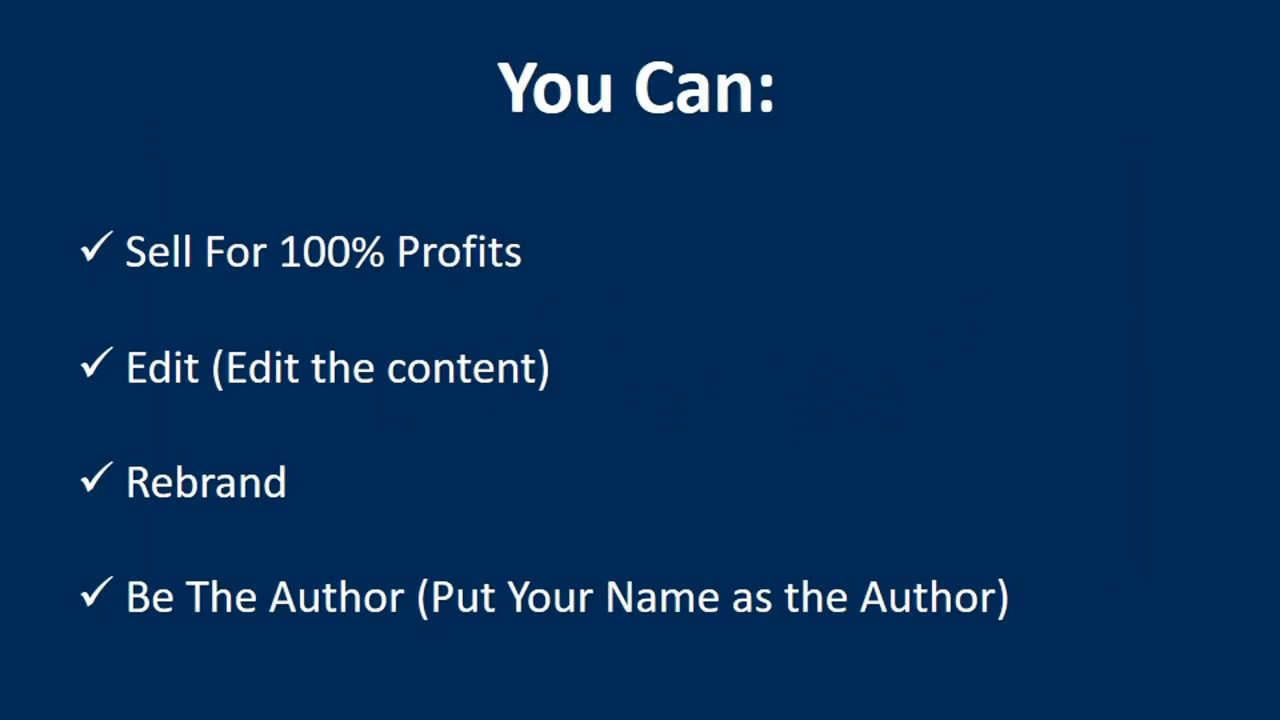 You Can:
✓ Sell For 100% Profits
✓ Edit (Edit the content)
✓ Rebrand
✓ Be The Author (Put Your Name as the Author)